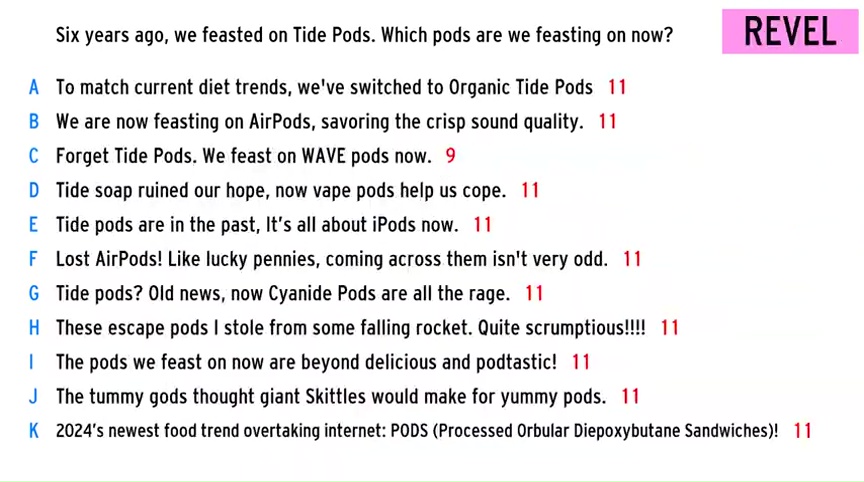 Six years ago, we feasted on Tide Pods. Which pods are we feasting on now?
REVEL
A To match current diet trends, we've switched to Organic Tide Pods 11
B We are now feasting on AirPods, savoring the crisp sound quality. 11
C Forget Tide Pods. We feast on WAVE pods now. 9
D Tide soap ruined our hope, now vape pods help us cope. 11
E Tide pods are in the past, It’s all about iPods now. 11
F Lost AirPods! Like lucky pennies, coming across them isn't very odd. 11
G Tide pods? Old news, now Cyanide Pods are all the rage. 11
H These escape pods I stole from some falling rocket. Quite scrumptious!!!! 11
I The pods we feast on now are beyond delicious and podtastic! 11
J The tummy gods thought giant Skittles would make for yummy pods. 11
K 2024’s newest food trend overtaking internet: PODS (Processed Orbular Diepoxybutane Sandwiches)! 11